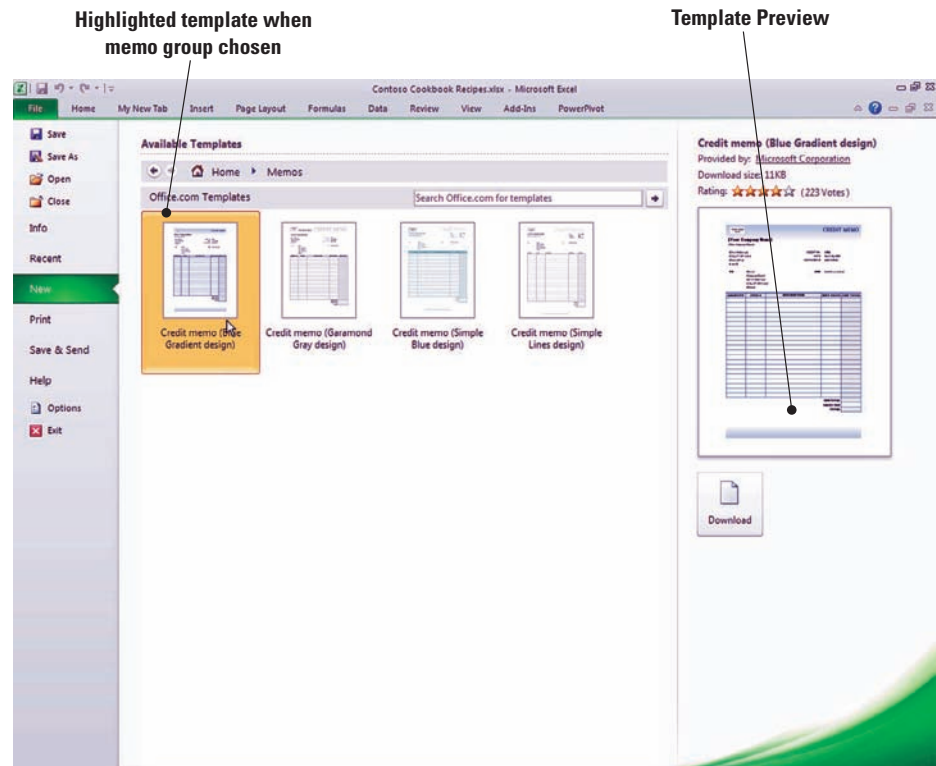 Highlighted template when
memo group chosen
Template Preview
Contoso Cookbook Recipes.xlsx - Microsoft Excel
File Home My New Tab Insert Page Layout Formulas Data Review View Add-Ins PowerPivot
Save
Save As
Open
Close
Info
Recent
New
Print
Save & Send
Help
Options
Exit
Available Templates
Home Memos
Office.com Templates
Search Office.com for templates
Credit memo (Blue
Gradient design)
Credit memo (Garamond
Gray design)
Credit memo (Simple
Blue design)
Credit memo (Simple
Lines design)
Credit memo (Blue Gradient design)
Provided by: Microsoft Corporation
Download size: 11KB
Rating: (223 Votes)
CREDIT MEMO
Download